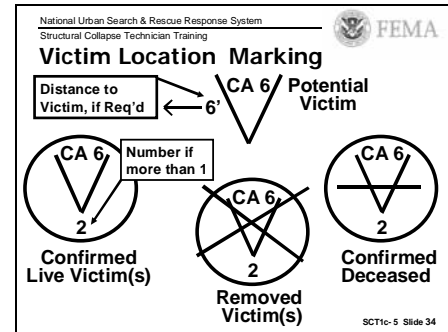 National Urban Search & Rescue Response System
Structural Collapse Technician Training
FEMA
Victim Location Marking
Distance to
Victim, if Req'd
6'
CA 6
Potential
Victim
CA 6
2
Number if
more than 1
Confirmed
Live Victim(s)
CA 6
2
Removed
Victim(s)
CA 6
Confirmed
Deceased
SCT1c- 5 Slide 34